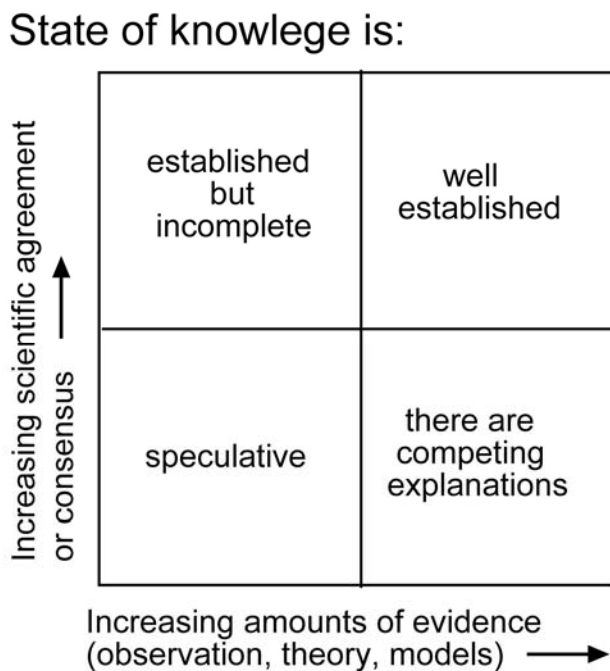 State of knowlege is:
established
but
incomplete
well
established
speculative
there are
competing
explanations
Increasing scientific agreement
or consensus
Increasing amounts of evidence
(observation, theory, models)